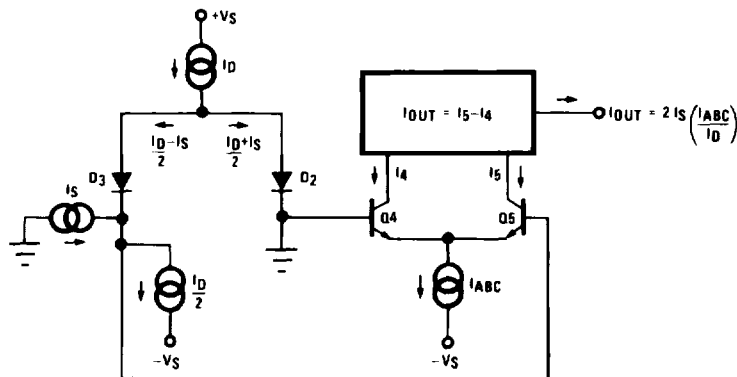 +VS
ID
ID/2 – IS
ID/2 + IS
D3
D2
IS
ID/2
–VS
IOUT = I5–I4
IOUT = 2 IS (IABC/ID)
I4
I5
Q4
Q5
IABC
–VS